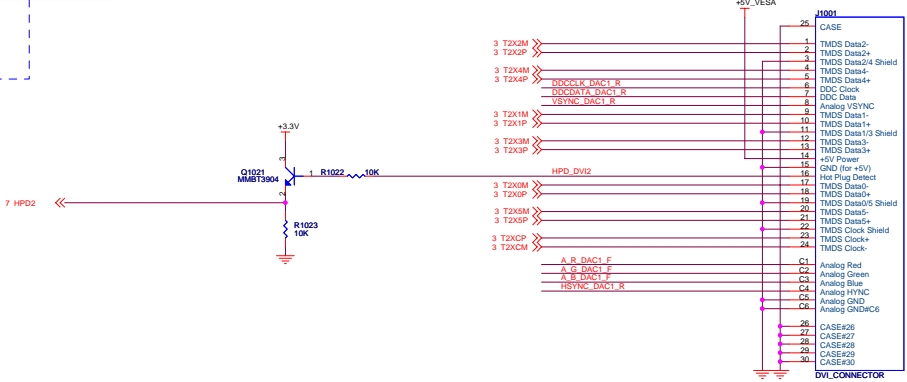 +5V_VESA
J1001
25 CASE
3 T2X2M 1 TMDS Data2-
3 T2X2P 2 TMDS Data2+
3 TMDS Data2/4 Shield
3 T2X4M 4 TMDS Data4-
3 T2X4P 5 TMDS Data4+
DDCCLK_DAC1_R 6 DDC Clock
DDCDATA_DAC1_R 7 DDC Data
VSYNC_DAC1_R 8 Analog VSYNC
3 T2X1M 9 TMDS Data1-
3 T2X1P 10 TMDS Data1+
11 TMDS Data1/3 Shield
3 T2X3M 12 TMDS Data3-
3 T2X3P 13 TMDS Data3+
14 +5V Power
15 GND (for +5V)
+3.3V
3
Q1021
MMBT3904
1 R1022 10K HPD_DVI2 16 Hot Plug Detect
2
3 T2X0M 17 TMDS Data0-
3 T2X0P 18 TMDS Data0+
7 HPD2 19 TMDS Data0/5 Shield
3 T2X5M 20 TMDS Data5-
3 T2X5P 21 TMDS Data5+
R1023
10K
22 TMDS Clock Shield
3 T2XCP 23 TMDS Clock+
3 T2XCM 24 TMDS Clock-
A_R_DAC1_F C1 Analog Red
A_G_DAC1_F C2 Analog Green
A_B_DAC1_F C3 Analog Blue
HSYNC_DAC1_R C4 Analog HYNC
C5 Analog GND
C6 Analog GND#C6
26 CASE#26
27 CASE#27
28 CASE#28
29 CASE#29
30 CASE#30
DVI_CONNECTOR